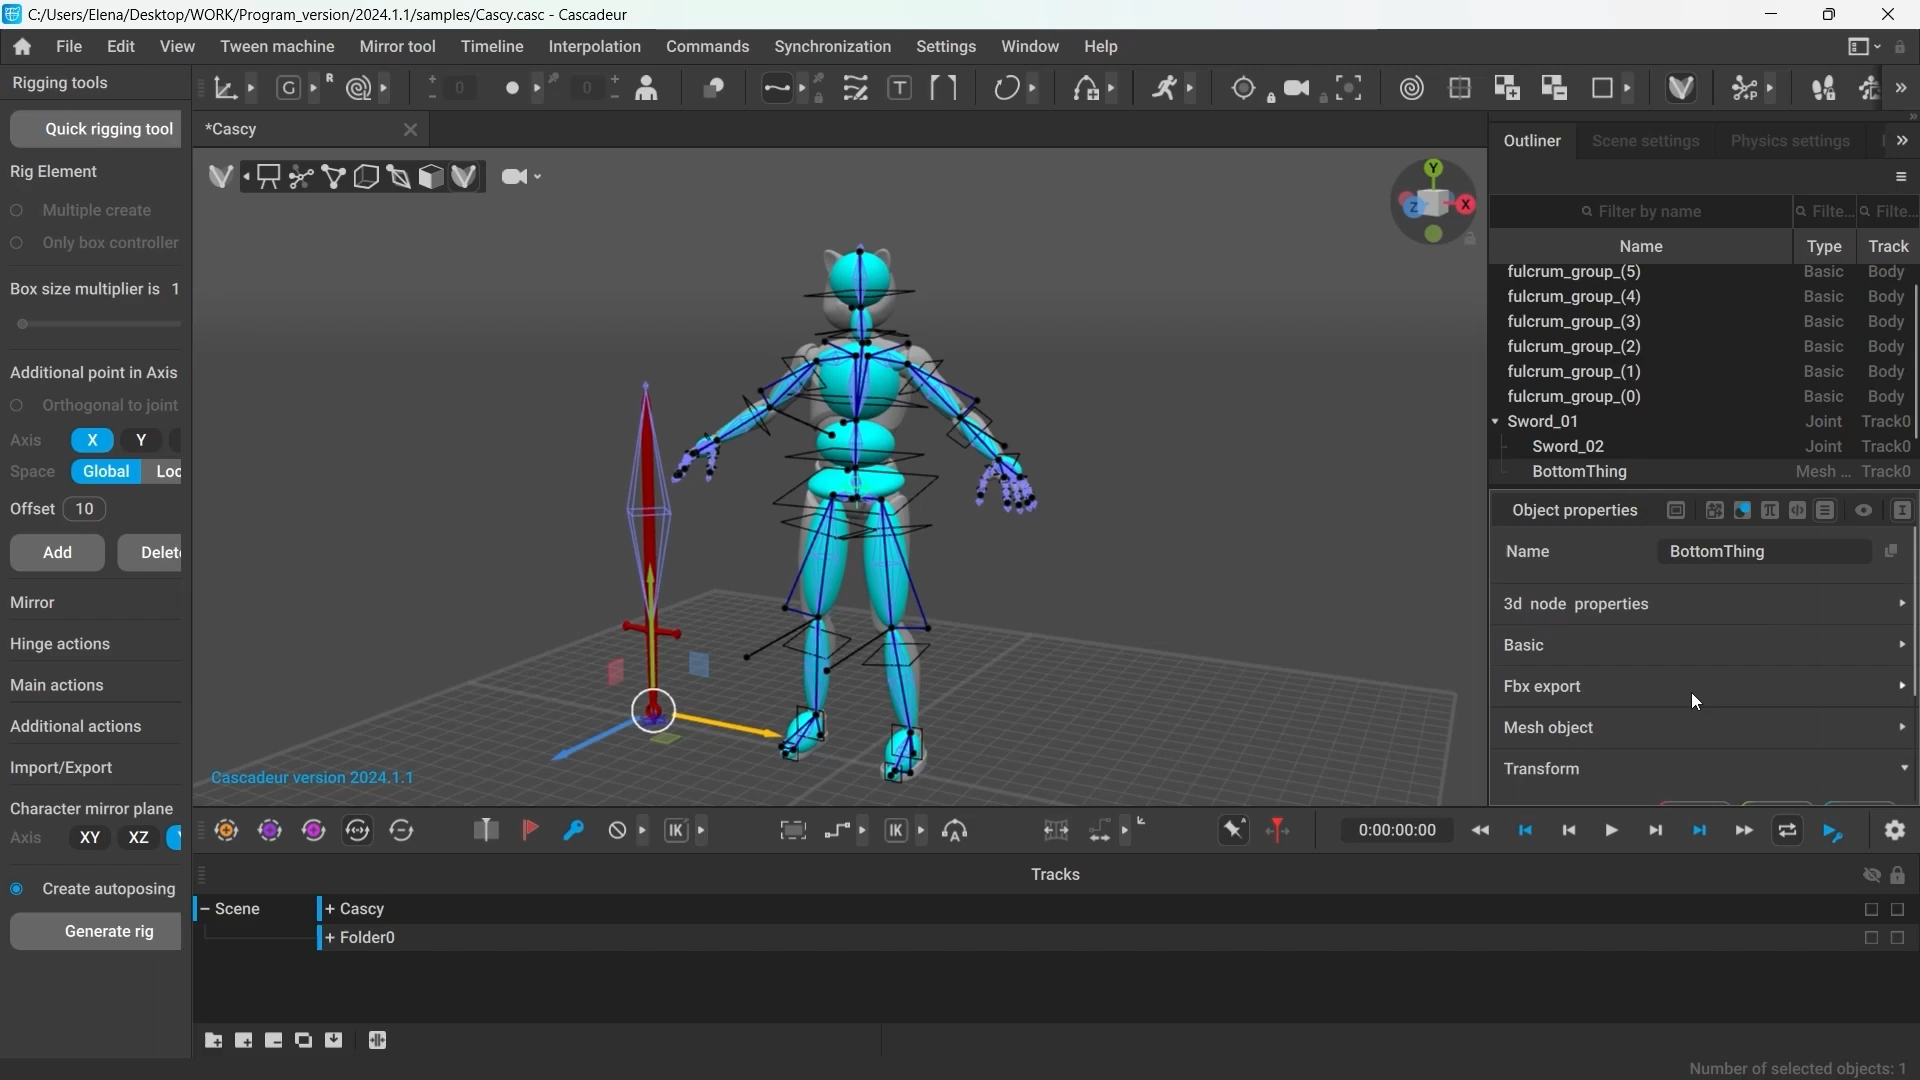 C:/Users/Elena/Desktop/WORK/Program_version/2024.1.1/samples/Cascy.casc - Cascadeur
File Edit View Tween machine Mirror tool Timeline Interpolation Commands Synchronization Settings Window Help
Rigging tools
G R 0 0 T P
Quick rigging tool
*Cascy
Outliner Scene settings Physics settings
Rig Element
Multiple create
Only box controller
Y Z X
Filter by name Filte... Filte...
Name Type Track
fulcrum_group_(5) Basic Body
fulcrum_group_(4) Basic Body
fulcrum_group_(3) Basic Body
fulcrum_group_(2) Basic Body
fulcrum_group_(1) Basic Body
fulcrum_group_(0) Basic Body
Sword_01 Joint Track0
Sword_02 Joint Track0
BottomThing Mesh ... Track0
Box size multiplier is 1
Additional point in Axis
Orthogonal to joint
Axis X Y
Space Global Loc
Offset 10
Add Delet
Mirror
Hinge actions
Main actions
Additional actions
Import/Export
Character mirror plane
Axis XY XZ Y
Create autoposing
Generate rig
Object properties
Name BottomThing
3d node properties
Basic
Fbx export
Mesh object
Transform
Cascadeur version 2024.1.1
IK IK A 0:00:00:00
Tracks
− Scene + Cascy
+ Folder0
Number of selected objects: 1